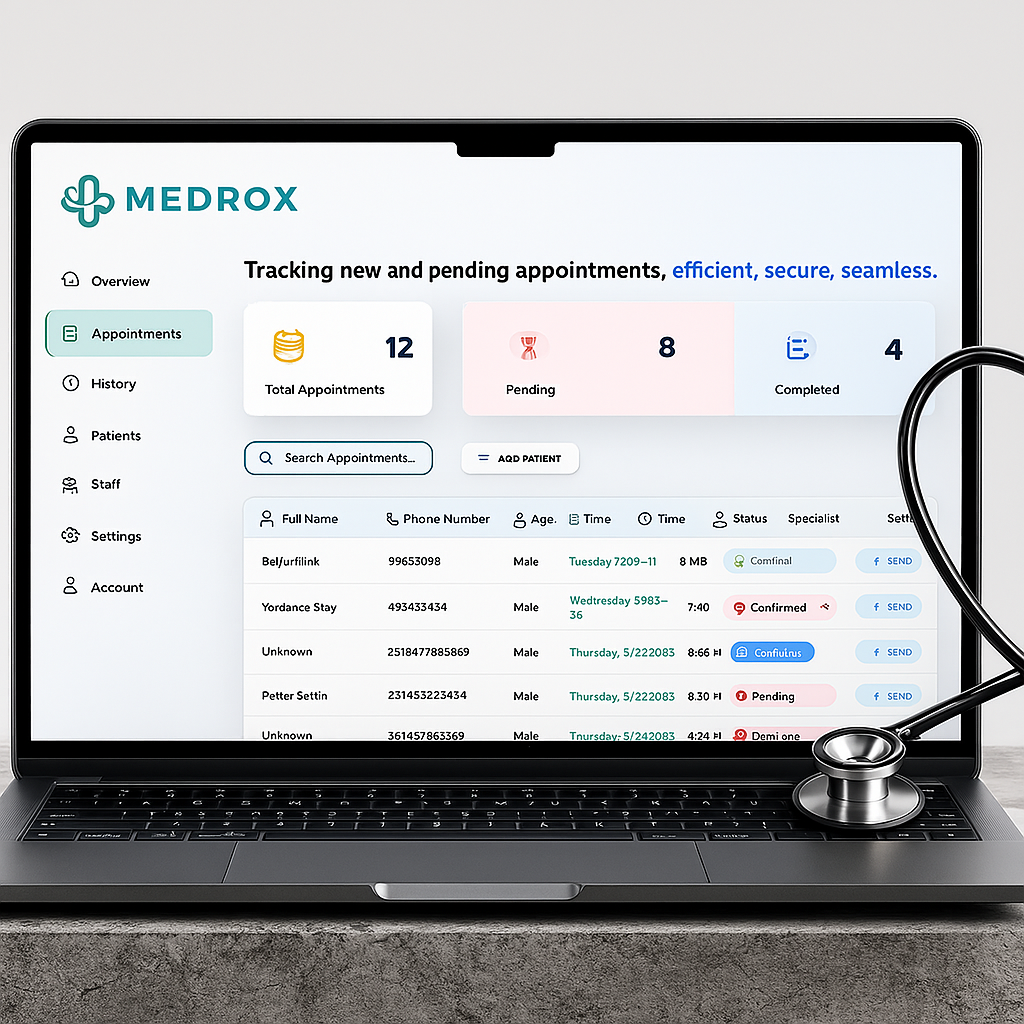 MEDROX
Overview
Appointments
History
Patients
Staff
Settings
Account
Tracking new and pending appointments, efficient, secure, seamless.
12
Total Appointments
8
Pending
4
Completed
Search Appointments...
AQD PATIENT
Full Name Phone Number Age. Time Time Status Specialist
Bel/urfilink 99653098 Male Tuesday 7209–11 8 MB Comfinal SEND
Yordance Stay 493433434 Male Wedtresday 5983– 7:40 Confirmed SEND
36
Unknown 2518477885869 Male Thursday, 5/222083 8:66 SEND
Petter Settin 231453223434 Male Thursday, 5/222083 8.30 Pending SEND
Unknown 361457863369 Male 5/242083 4:24 Demi one